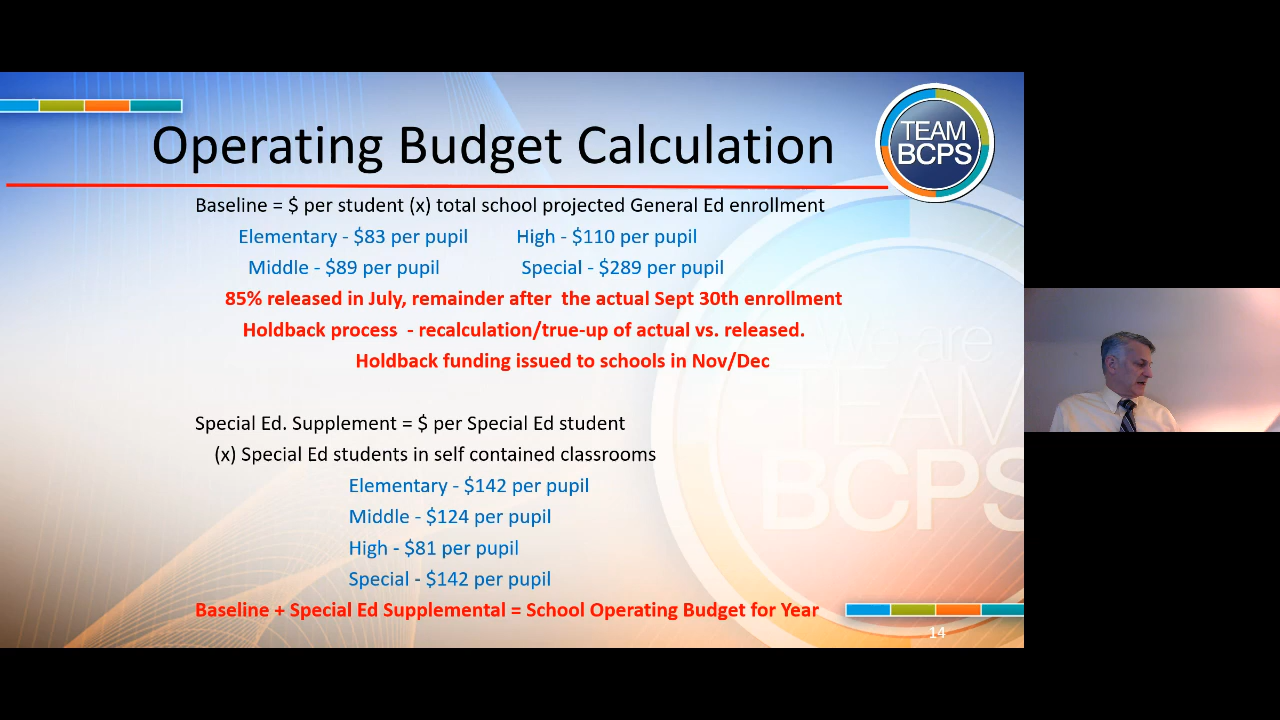 Operating Budget Calculation
TEAM
BCPS
Baseline = $ per student (x) total school projected General Ed enrollment
Elementary - $83 per pupil High - $110 per pupil
Middle - $89 per pupil Special - $289 per pupil
85% released in July, remainder after the actual Sept 30th enrollment
Holdback process - recalculation/true-up of actual vs. released.
Holdback funding issued to schools in Nov/Dec
We are
TEAM
BCPS
Special Ed. Supplement = $ per Special Ed student
(x) Special Ed students in self contained classrooms
Elementary - $142 per pupil
Middle - $124 per pupil
High - $81 per pupil
Special - $142 per pupil
Baseline + Special Ed Supplemental = School Operating Budget for Year
14